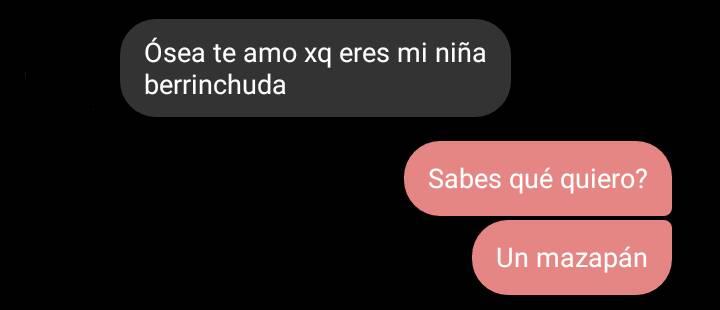 Ósea te amo xq eres mi niña
berrinchuda
Sabes qué quiero?
Un mazapán